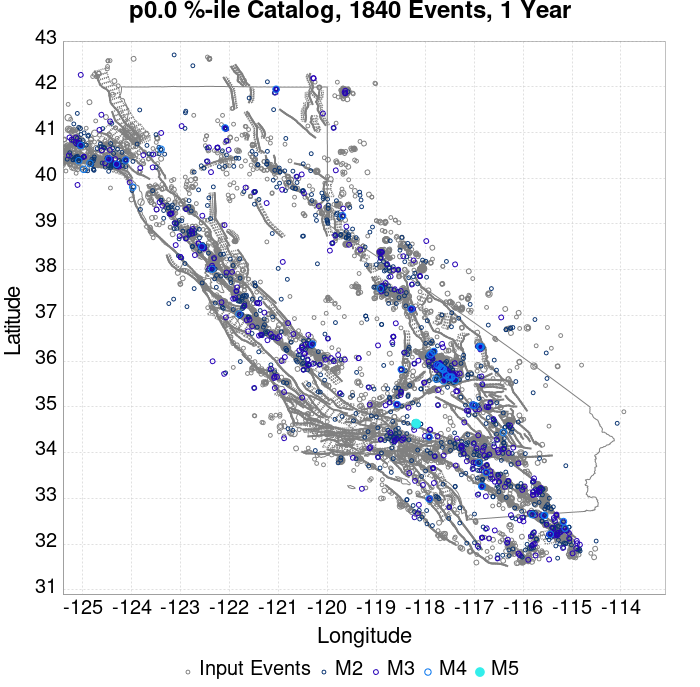 p0.0 %-ile Catalog, 1840 Events, 1 Year
43
42
41
40
39
38
37
36
35
34
33
32
31
Latitude
-125 -124 -123 -122 -121 -120 -119 -118 -117 -116 -115 -114
Longitude
Input Events M2 M3 M4 M5